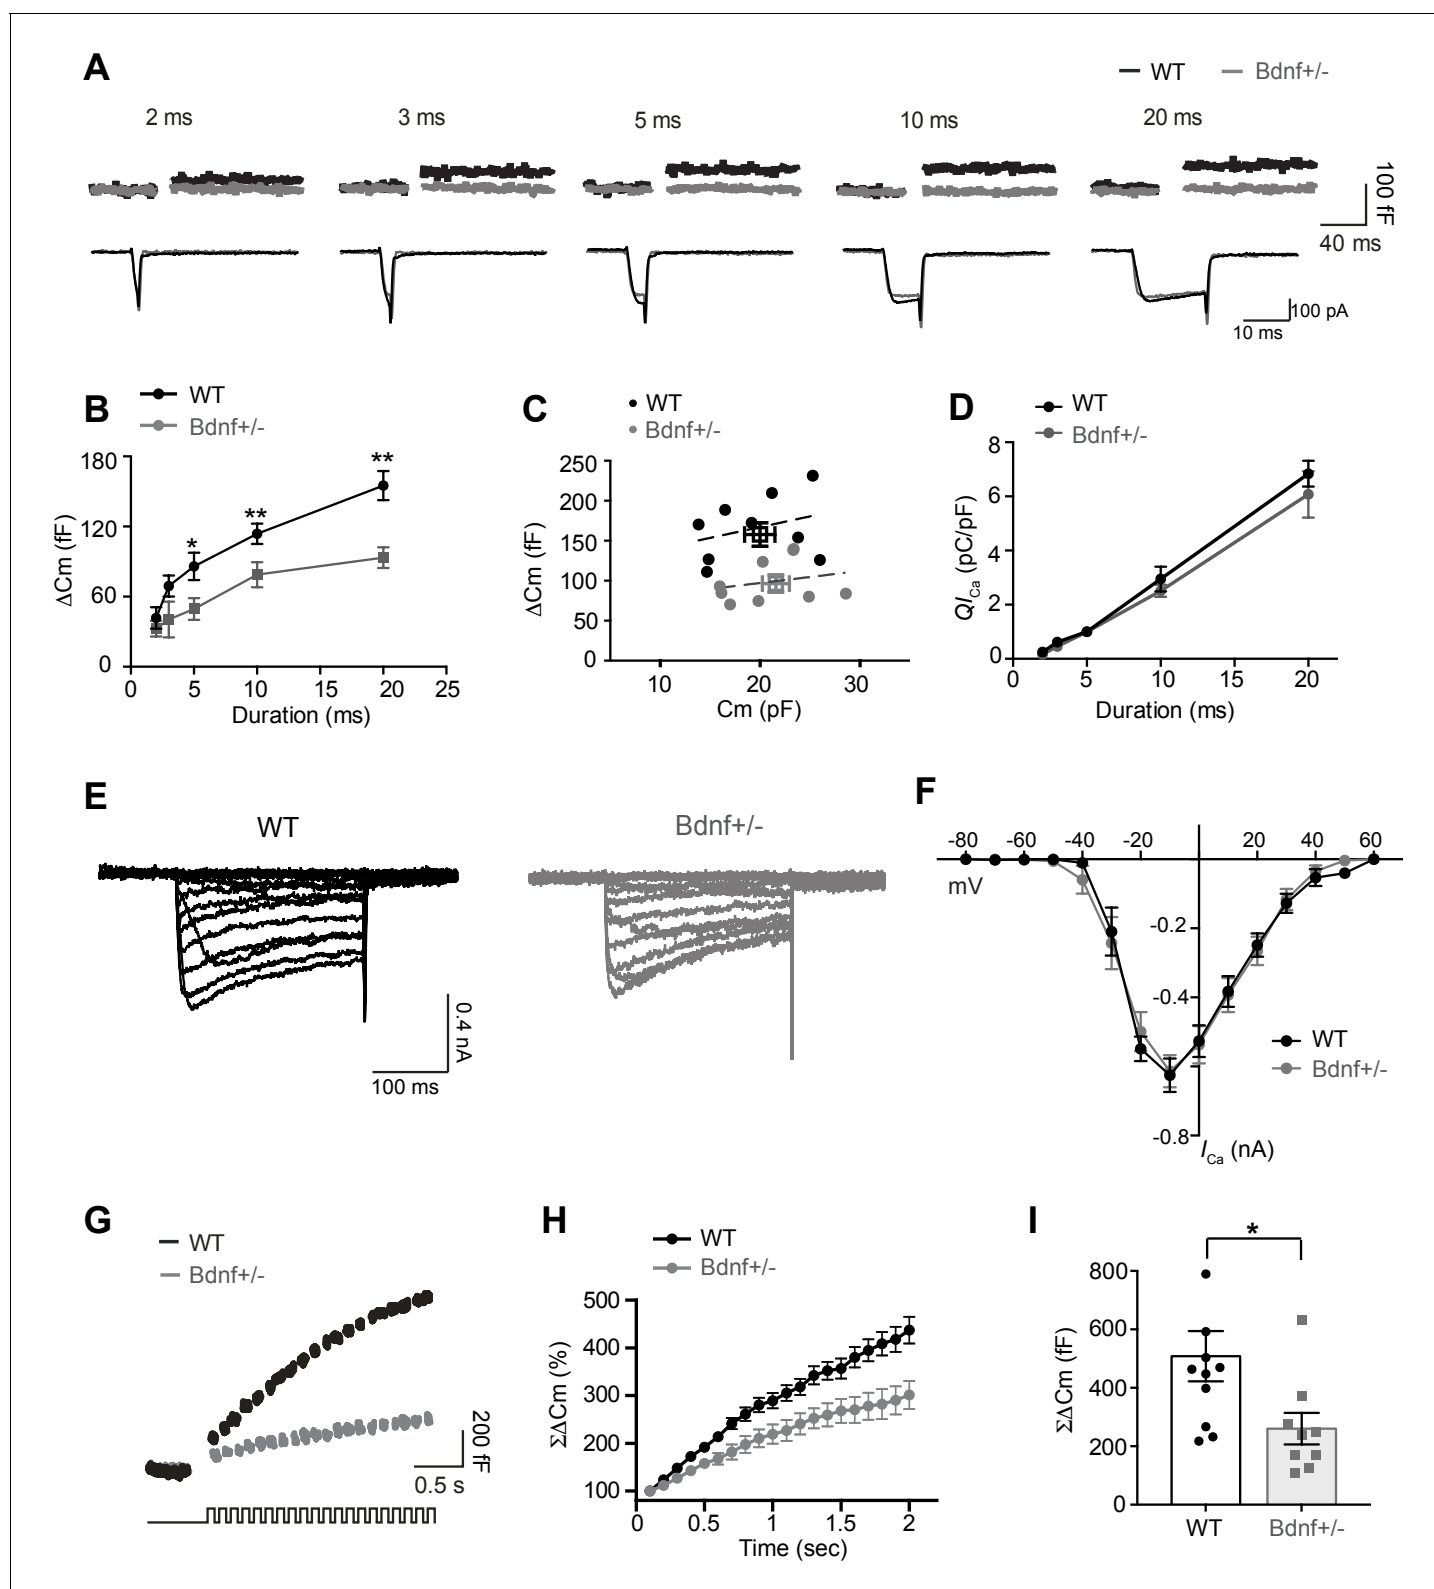 A
WT Bdnf+/-
2 ms 3 ms 5 ms 10 ms 20 ms
100 fF
40 ms
100 pA
10 ms
B
WT
Bdnf+/-
180
120
60
0
ΔCm (fF)
* ** **
0 5 10 15 20 25
Duration (ms)
C
WT
Bdnf+/-
250
200
150
100
50
0
ΔCm (fF)
10 20 30
Cm (pF)
D
WT
Bdnf+/-
8
6
4
2
0
QICa (pC/pF)
0 5 10 15 20
Duration (ms)
E
WT Bdnf+/-
0.4 nA
100 ms
F
-80 -60 -40 -20 20 40 60
mV
-0.2
-0.4
-0.8
WT
Bdnf+/-
ICa (nA)
G
WT
Bdnf+/-
200 fF
0.5 s
H
WT
Bdnf+/-
500
400
300
200
100
ΣΔCm (%)
0 0.5 1 1.5 2
Time (sec)
I
*
800
600
400
200
0
ΣΔCm (fF)
WT Bdnf+/-